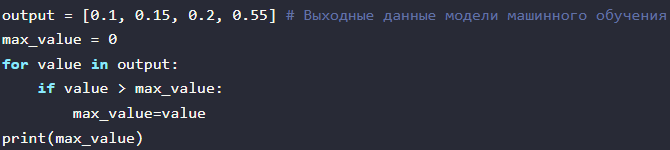 output = [0.1, 0.15, 0.2, 0.55] # Выходные данные модели машинного обучения
max_value = 0
for value in output:
    if value > max_value:
        max_value=value
print(max_value)